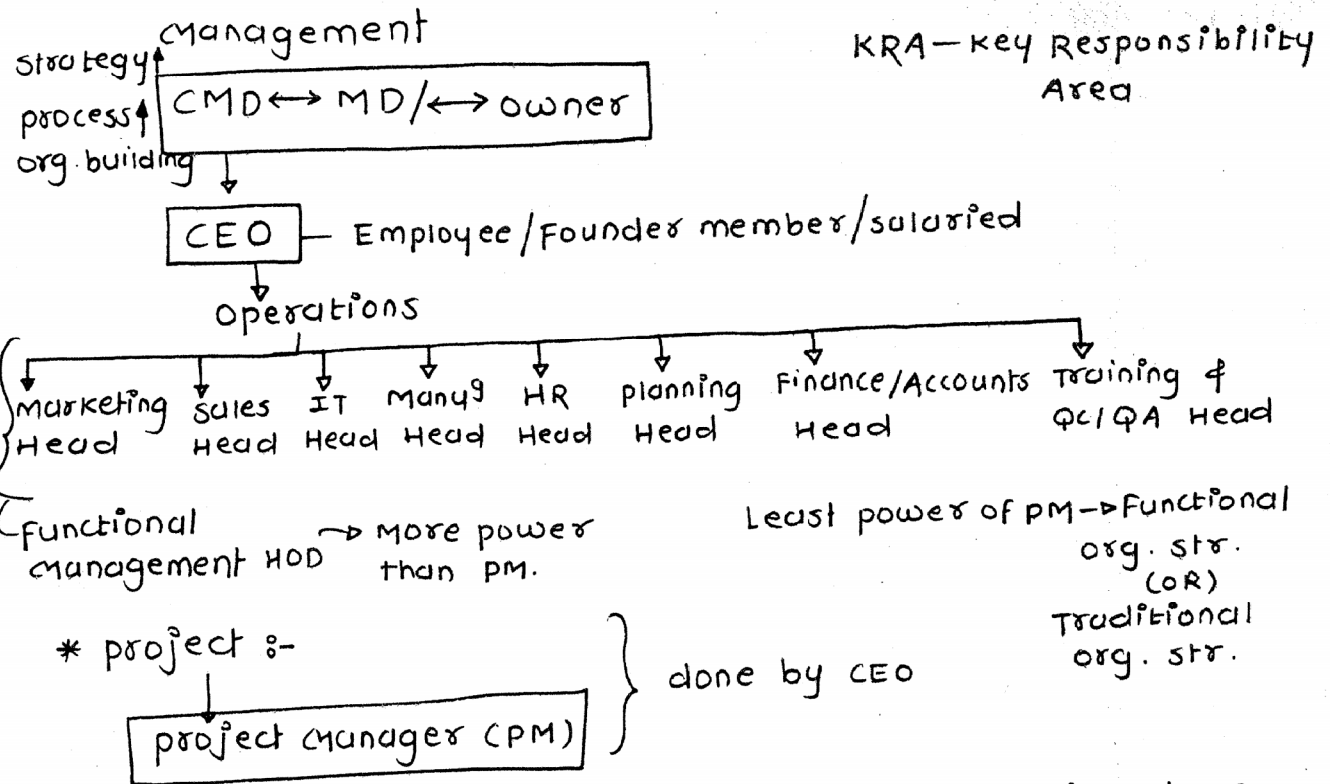 Management
KRA – Key Responsibility
Area
strategy
process
org. building
CMD ↔ MD/↔ owner
CEO – Employee/Founder member/salaried
Operations
Marketing Head
Sales Head
IT Head
Manuf Head
HR Head
planning Head
Finance/Accounts Head
Training & QC/QA Head
Functional management HOD → More power
than PM.
Least power of PM → Functional
org. str.
(OR)
Traditional
org. str.
* project :-
project manager (PM)
done by CEO